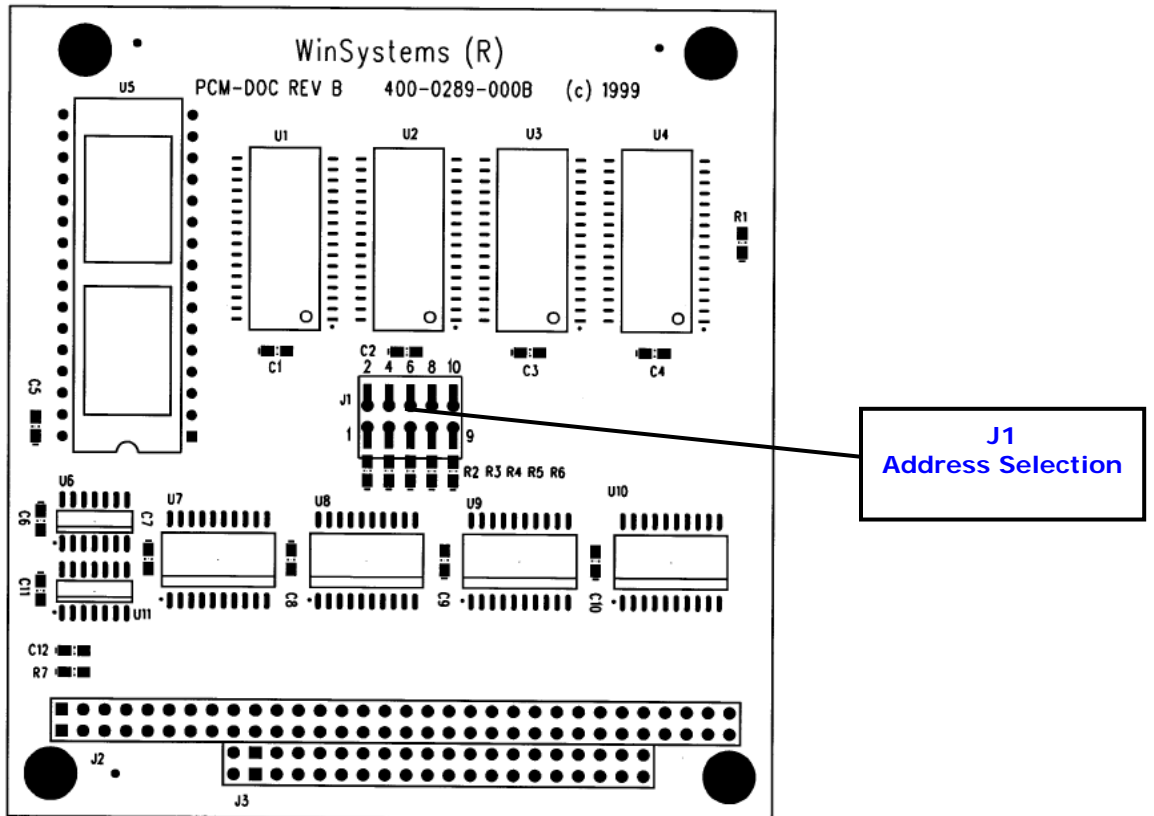 WinSystems (R)
PCM-DOC REV B 400-0289-000B (c) 1999
U5
U1 U2 U3 U4
R1
C1 C2 C3 C4
2 4 6 8 10
C5
J1
1 9
R2 R3 R4 R5 R6
J1
Address Selection
U6 U7 U8 U9 U10
C6 C7
C11 U11 C8 C9 C10
C12
R7
J2
J3